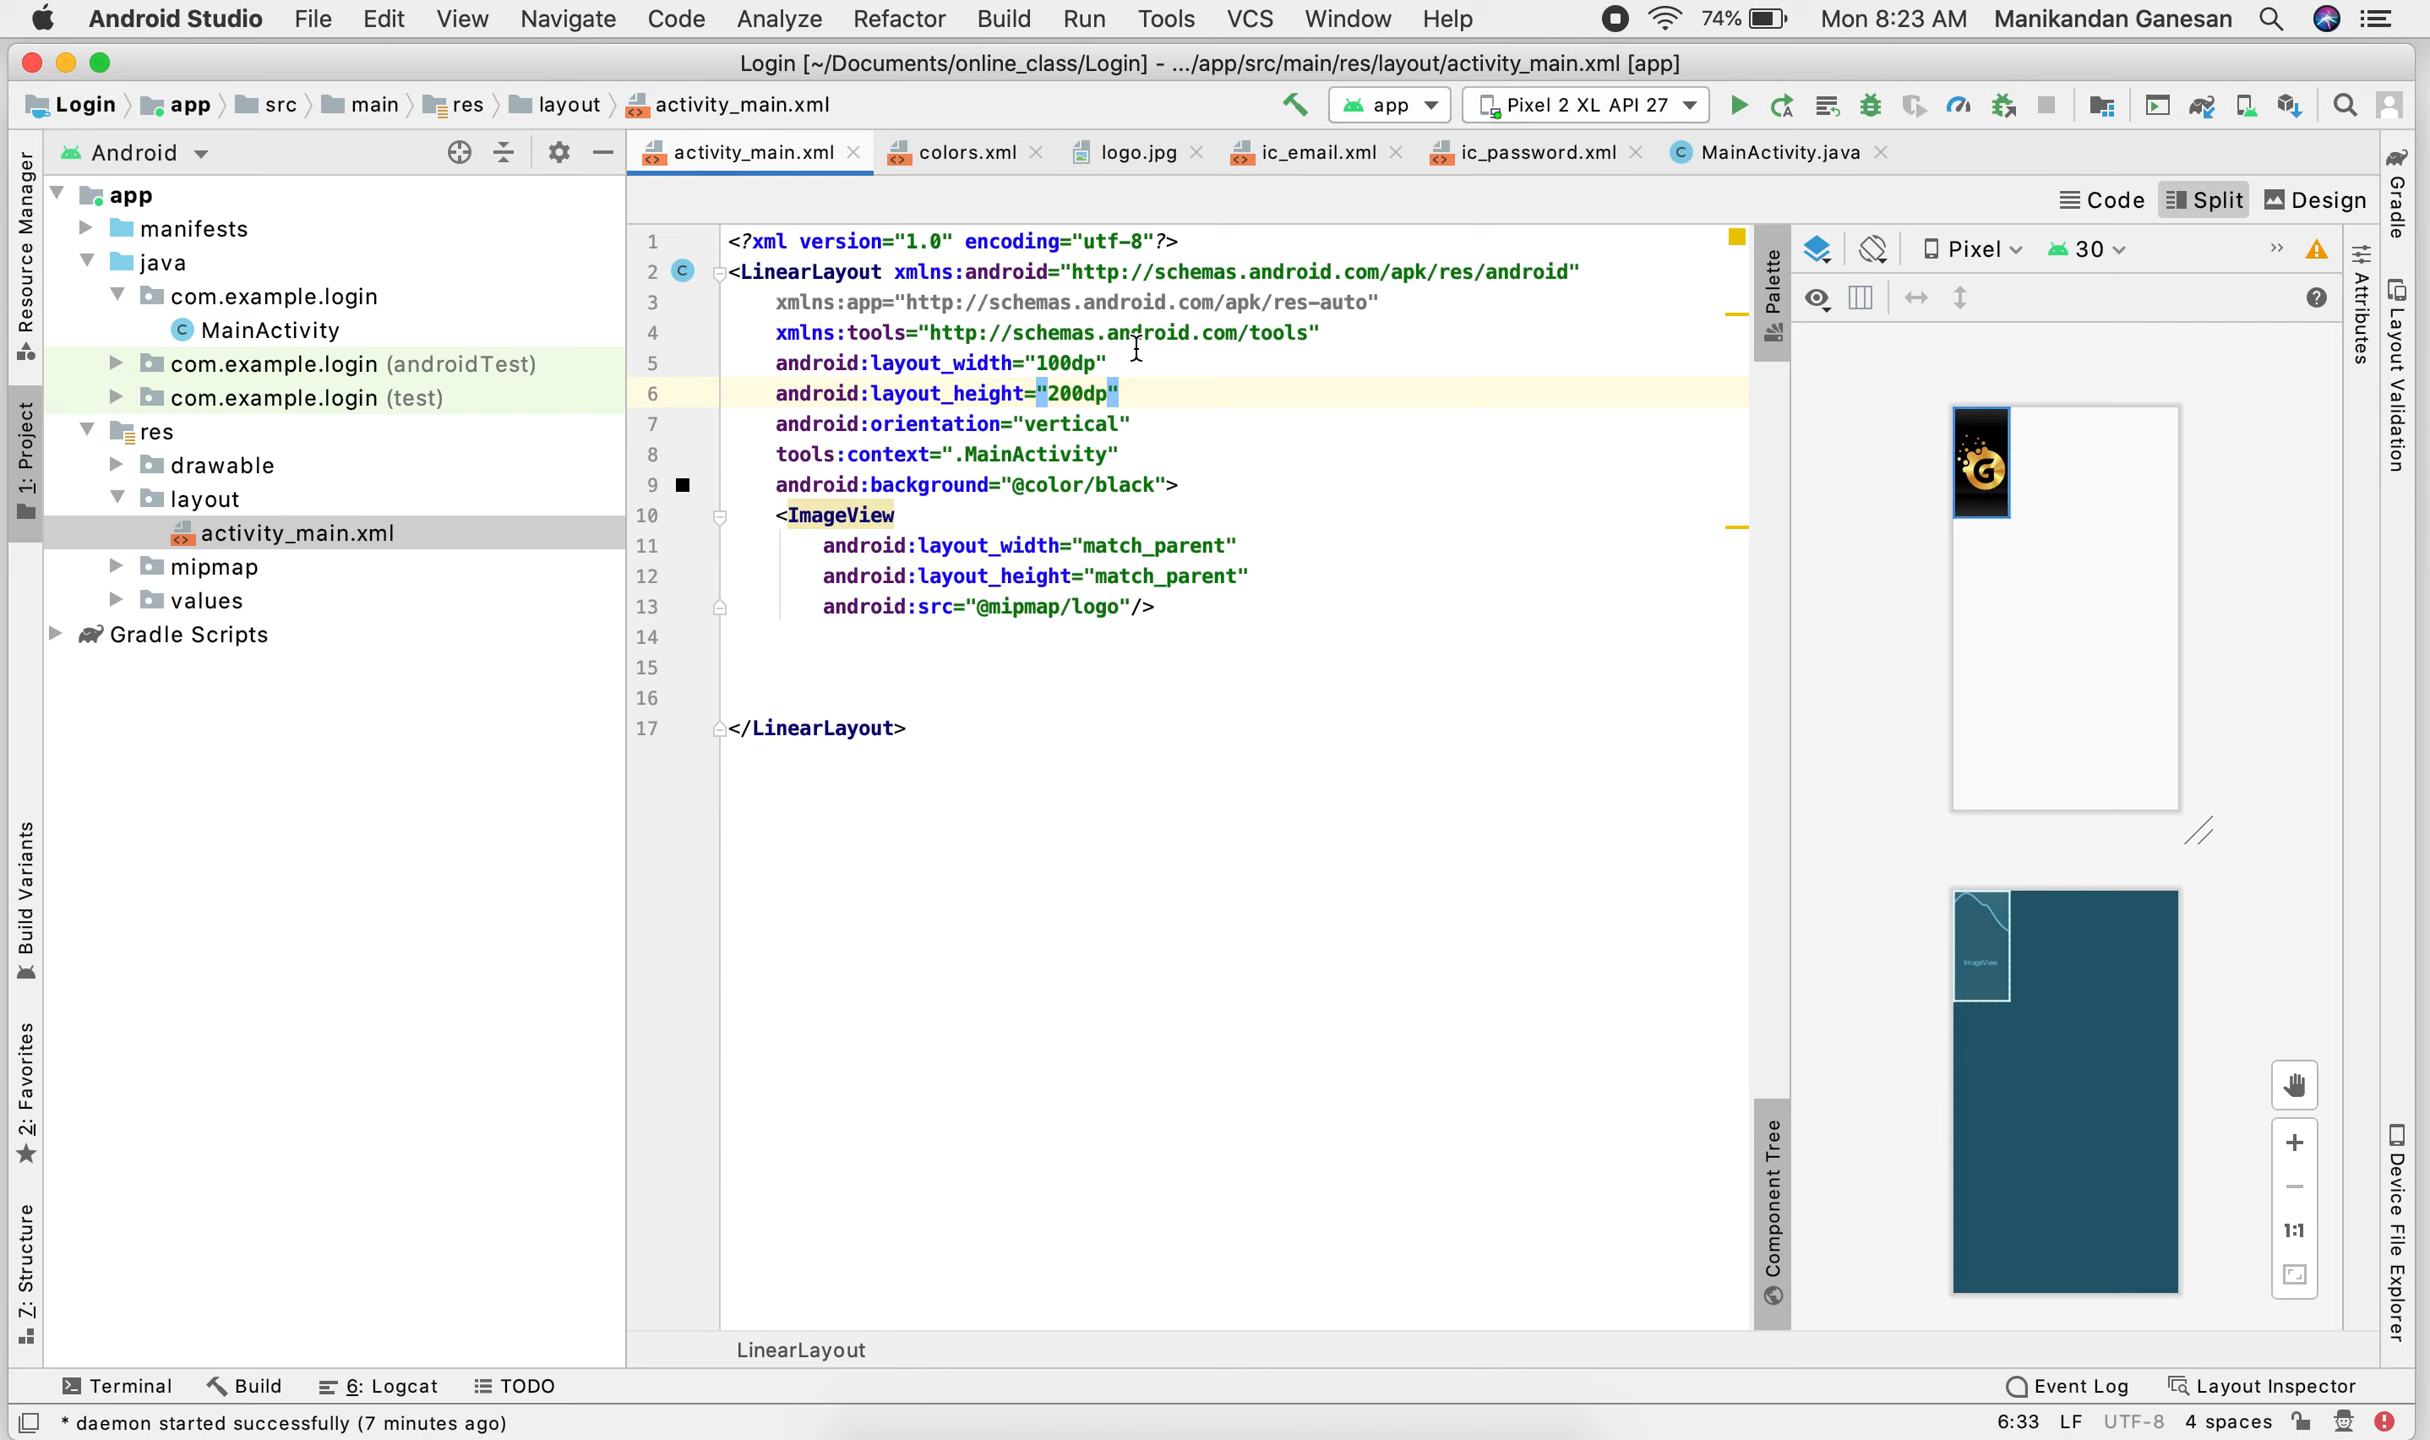 Android Studio File Edit View Navigate Code Analyze Refactor Build Run Tools VCS Window Help 74% Mon 8:23 AM Manikandan Ganesan
Login [~/Documents/online_class/Login] - .../app/src/main/res/layout/activity_main.xml [app]
Login app src main res layout activity_main.xml app Pixel 2 XL API 27
Android
activity_main.xml colors.xml logo.jpg ic_email.xml ic_password.xml MainActivity.java
Code Split Design
Resource Manager
1: Project
Build Variants
2: Favorites
Z: Structure
app
manifests
java
com.example.login
MainActivity
com.example.login (androidTest)
com.example.login (test)
res
drawable
layout
activity_main.xml
mipmap
values
Gradle Scripts
1 <?xml version="1.0" encoding="utf-8"?>
2 C <LinearLayout xmlns:android="http://schemas.android.com/apk/res/android"
3 xmlns:app="http://schemas.android.com/apk/res-auto"
4 xmlns:tools="http://schemas.android.com/tools"
5 android:layout_width="100dp"
6 android:layout_height="200dp"
7 android:orientation="vertical"
8 tools:context=".MainActivity"
9 android:background="@color/black">
10 <ImageView
11 android:layout_width="match_parent"
12 android:layout_height="match_parent"
13 android:src="@mipmap/logo"/>
14
15
16
17 </LinearLayout>
LinearLayout
Palette
Component Tree
Pixel 30
G
ImageView
1:1
Attributes
Gradle
Layout Validation
Device File Explorer
Terminal Build 6: Logcat TODO Event Log Layout Inspector
* daemon started successfully (7 minutes ago) 6:33 LF UTF-8 4 spaces